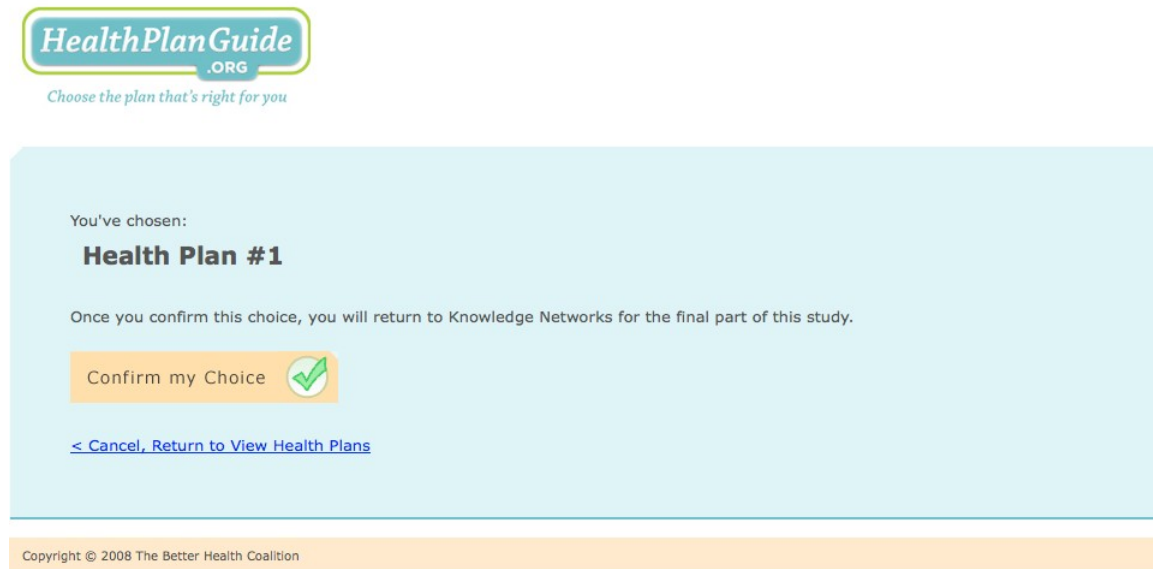 HealthPlanGuide
.ORG
Choose the plan that's right for you
You've chosen:
Health Plan #1
Once you confirm this choice, you will return to Knowledge Networks for the final part of this study.
Confirm my Choice
< Cancel, Return to View Health Plans
Copyright © 2008 The Better Health Coalition